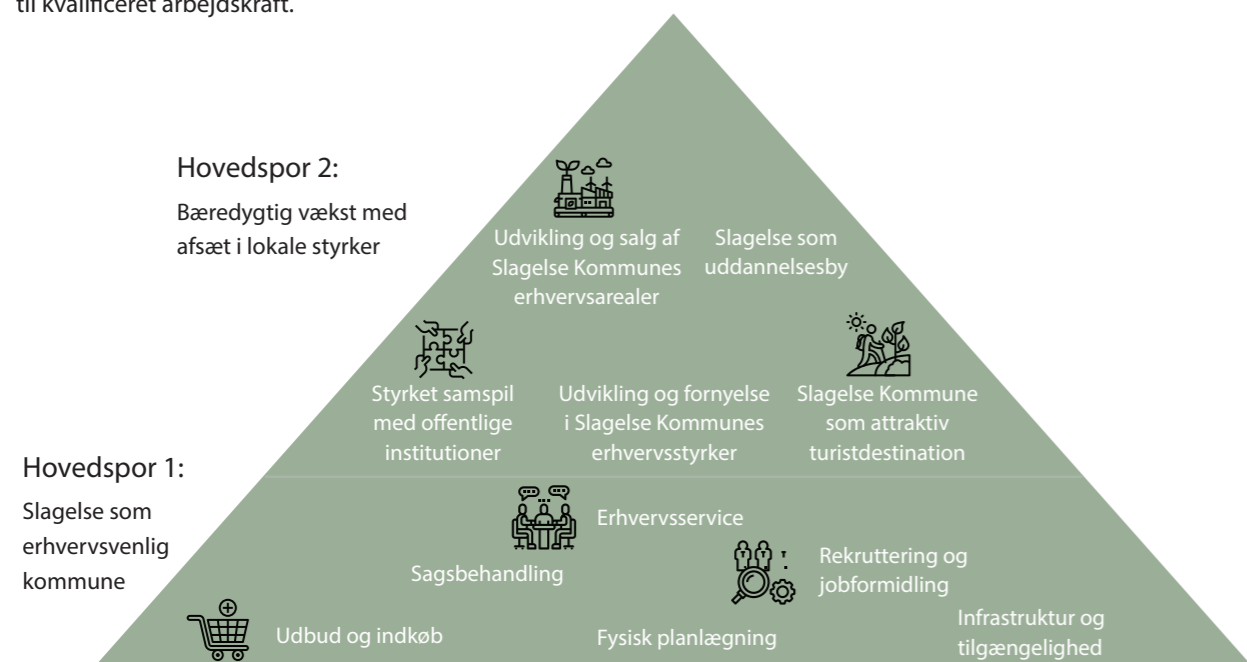 til kvalificeret arbejdskraft.
Hovedspor 2:
Bæredygtig vækst med
afsæt i lokale styrker
Udvikling og salg af
Slagelse Kommunes
erhvervsarealer
Slagelse som
uddannelsesby
Styrket samspil
med offentlige
institutioner
Udvikling og fornyelse
i Slagelse Kommunes
erhvervsstyrker
Slagelse Kommune
som attraktiv
turistdestination
Hovedspor 1:
Slagelse som
erhvervsvenlig
kommune
Erhvervsservice
Sagsbehandling
Rekruttering og
jobformidling
Udbud og indkøb
Fysisk planlægning
Infrastruktur og
tilgængelighed